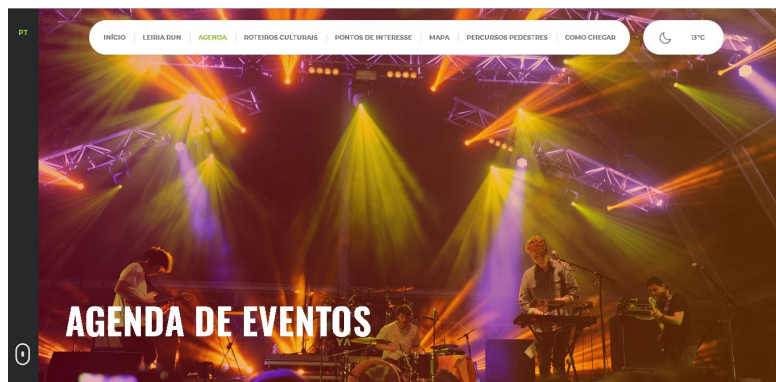 PT
INÍCIO
LEIRIA RUN
AGENDA
ROTEIROS CULTURAIS
PONTOS DE INTERESSE
MAPA
PERCURSOS PEDESTRES
COMO CHEGAR
13ºC
AGENDA DE EVENTOS